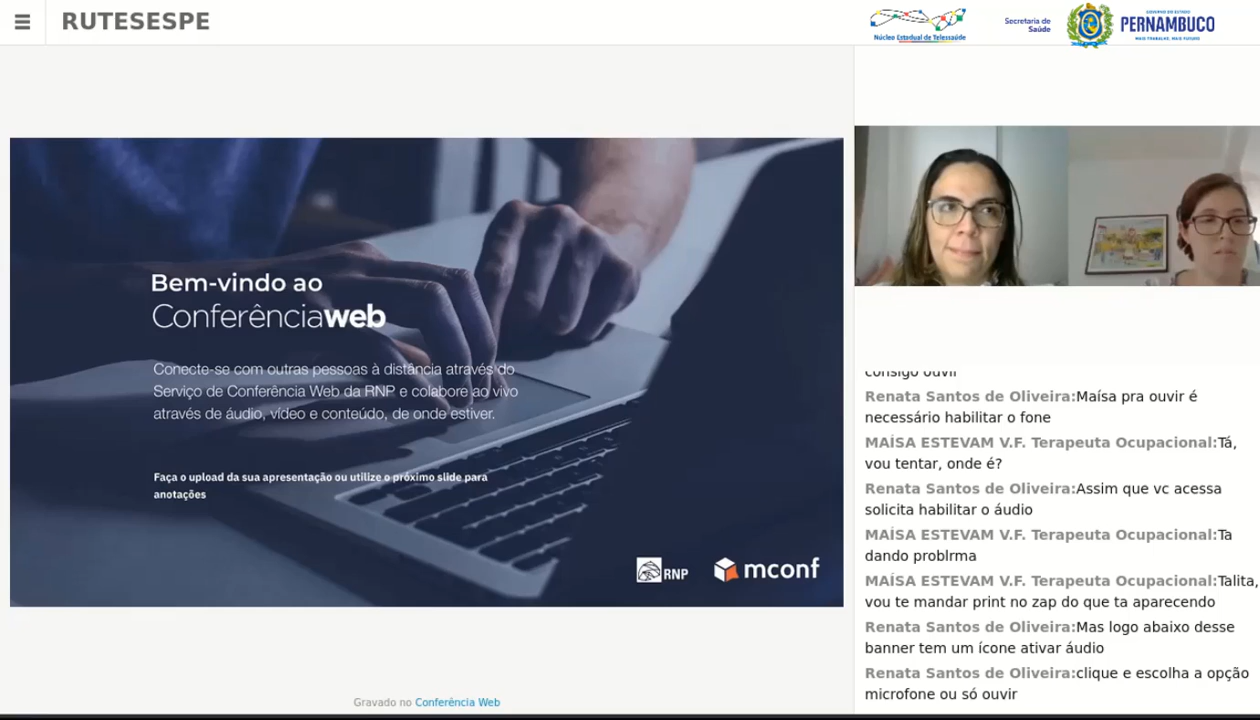 RUTESESPE
Núcleo Estadual de Telessaúde
Secretaria de
Saúde
GOVERNO DO ESTADO
PERNAMBUCO
MAIS TRABALHO, MAIS FUTURO
Bem-vindo ao
Conferênciaweb
Conecte-se com outras pessoas à distância através do
Serviço de Conferência Web da RNP e colabore ao vivo
através de áudio, vídeo e conteúdo, de onde estiver.
Faça o upload da sua apresentação ou utilize o próximo slide para
anotações
RNP
mconf
Gravado no Conferência Web
consigo ouvir
Renata Santos de Oliveira:Maísa pra ouvir é
necessário habilitar o fone
MAÍSA ESTEVAM V.F. Terapeuta Ocupacional:Tá,
vou tentar, onde é?
Renata Santos de Oliveira:Assim que vc acessa
solicita habilitar o áudio
MAÍSA ESTEVAM V.F. Terapeuta Ocupacional:Ta
dando problrma
MAÍSA ESTEVAM V.F. Terapeuta Ocupacional:Talita,
vou te mandar print no zap do que ta aparecendo
Renata Santos de Oliveira:Mas logo abaixo desse
banner tem um ícone ativar áudio
Renata Santos de Oliveira:clique e escolha a opção
microfone ou só ouvir